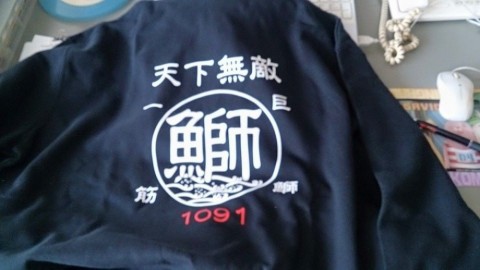 天下無敵
一 巨
鰤
筋 鰤
1091